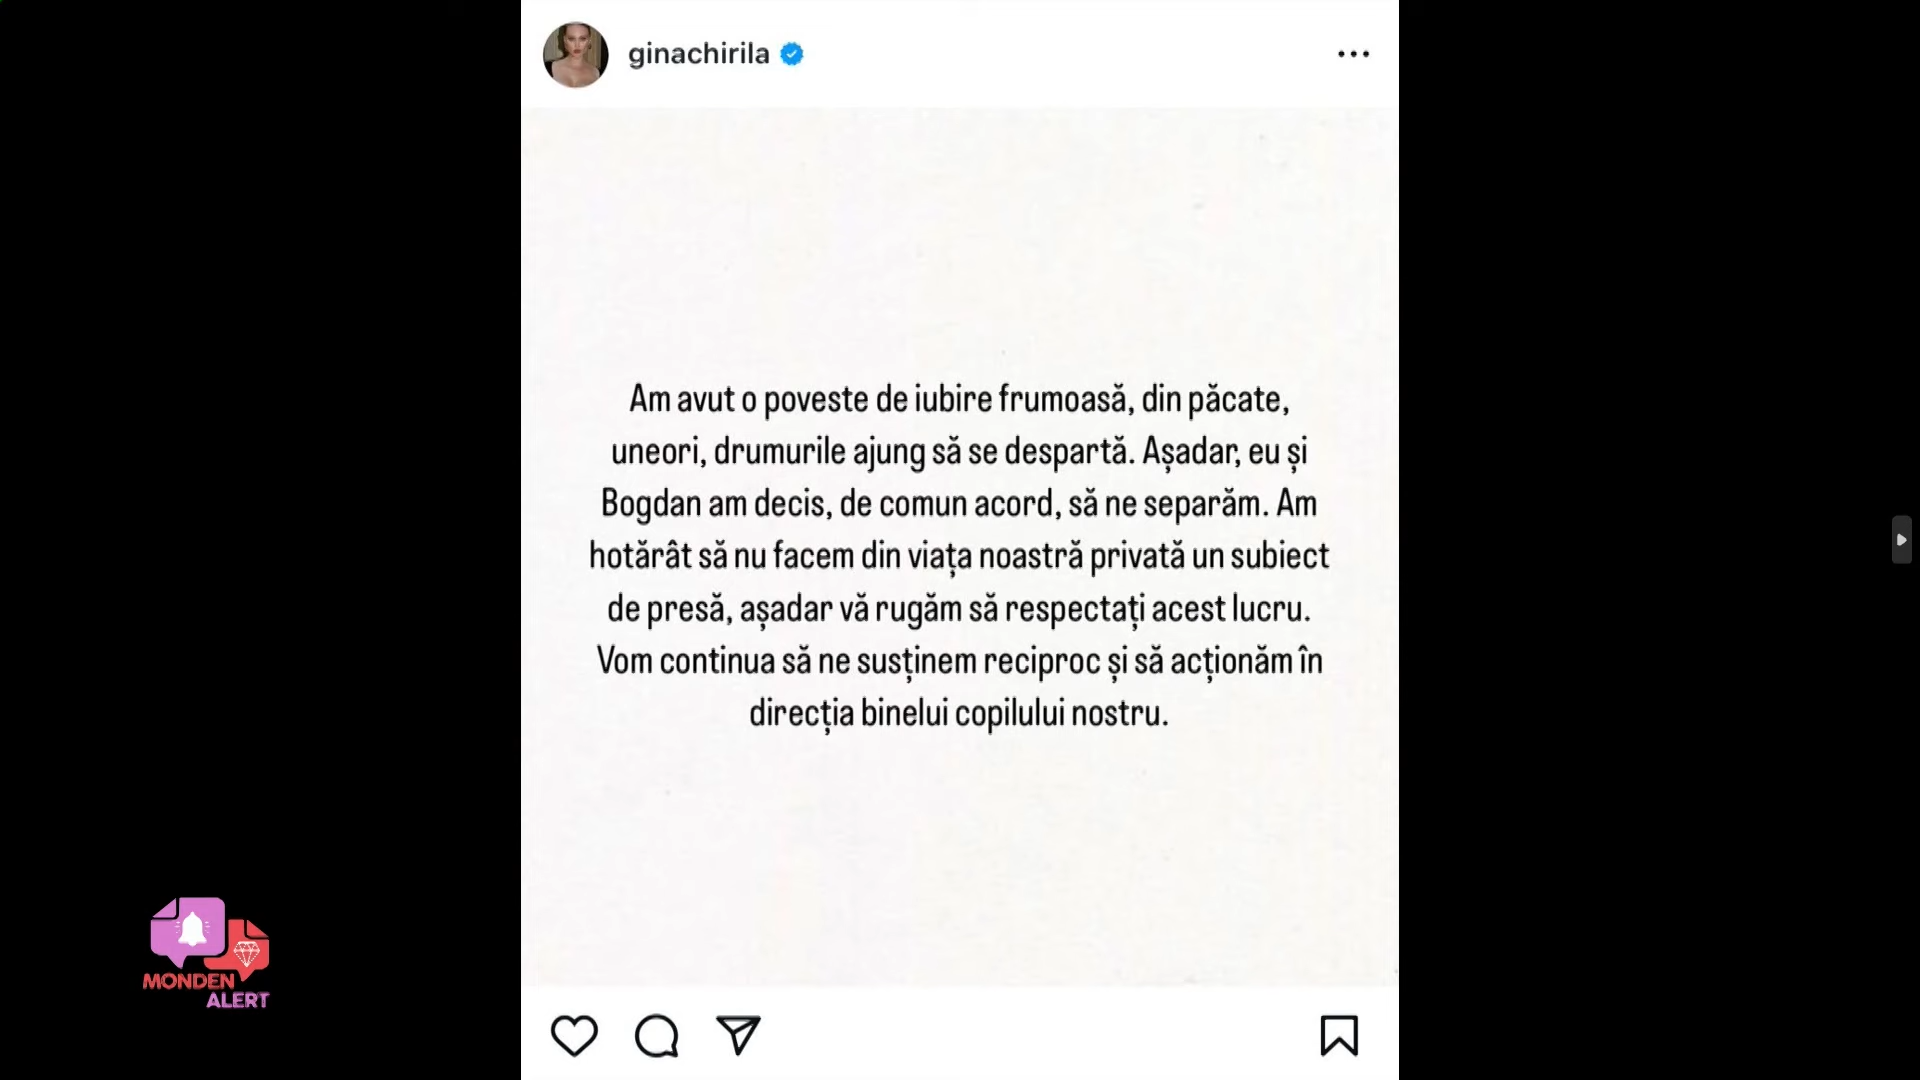 ginachirila
Am avut o poveste de iubire frumoasă, din păcate,
uneori, drumurile ajung să se despartă. Așadar, eu și
Bogdan am decis, de comun acord, să ne separăm. Am
hotărât să nu facem din viața noastră privată un subiect
de presă, așadar vă rugăm să respectați acest lucru.
Vom continua să ne susținem reciproc și să acționăm în
direcția binelui copilului nostru.
MONDEN
ALERT